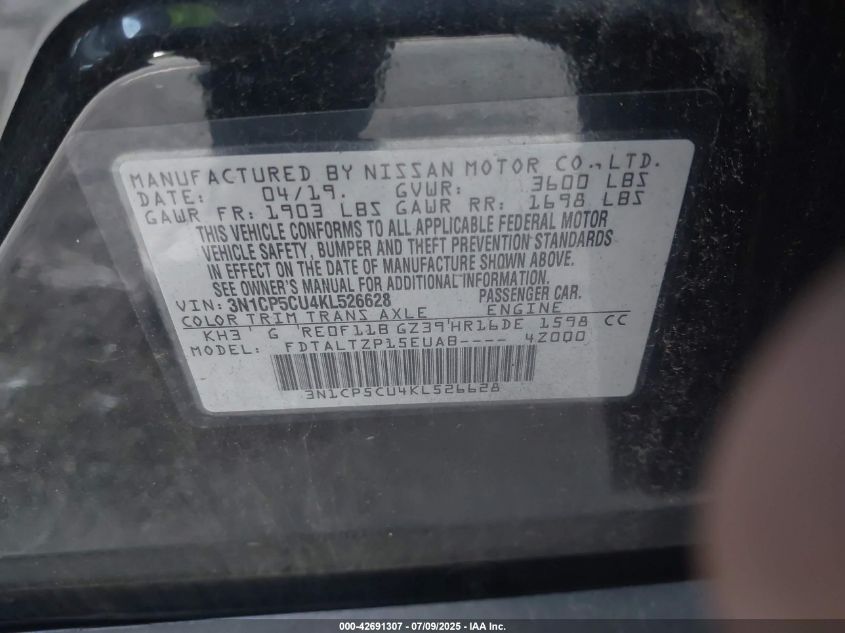 MANUFACTURED BY NISSAN MOTOR CO., LTD.
DATE: 04/19. GVWR: 3600 LBS
GAWR FR: 1903 LBS GAWR RR: 1698 LBS
THIS VEHICLE CONFORMS TO ALL APPLICABLE FEDERAL MOTOR
VEHICLE SAFETY, BUMPER AND THEFT PREVENTION STANDARDS
IN EFFECT ON THE DATE OF MANUFACTURE SHOWN ABOVE.
SEE OWNER'S MANUAL FOR ADDITIONAL INFORMATION.
VIN: 3N1CP5CU4KL526628 PASSENGER CAR.
COLOR TRIM TRANS AXLE ENGINE
KH3 ' G 'RE0F11B GZ39'HR16DE 1598 CC
MODEL: FDTALTZP15EUAB---- 4Z000
3N1CP5CU4KL526628
000-42691307 - 07/09/2025 - IAA Inc.